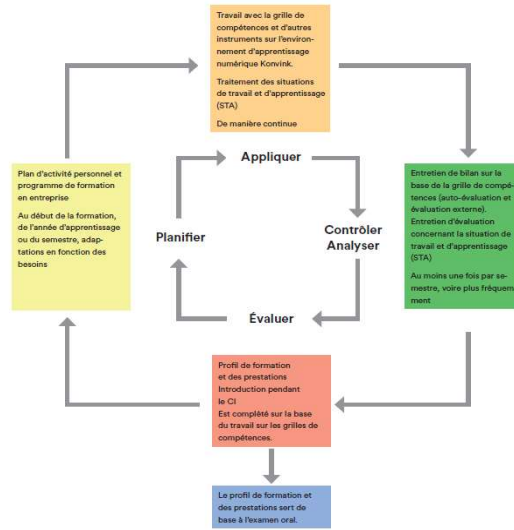 Travail avec la grille de
compétences et d'autres
instruments sur l'environ-
nement d'apprentissage
numérique Konvink.
Traitement des situations
de travail et d'apprentissage
(STA)
De manière continue
Plan d'activité personnel et
programme de formation
en entreprise
Au début de la formation,
de l'année d'apprentissage
ou du semestre, adap-
tations en fonction des
besoins
Appliquer
Planifier
Contrôler
Analyser
Évaluer
Entretien de bilan sur la
base de la grille de compé-
tences (auto-évaluation et
évaluation externe).
Entretien d'évaluation
concernant la situation de
travail et d'apprentissage
(STA)
Au moins une fois par se-
mestre, voire plus fréquem-
ment
Profil de formation
et des prestations
Introduction pendant
le CI
Est complété sur la base
du travail sur les grilles de
compétences.
Le profil de formation et
des prestations sert de
base à l'examen oral.